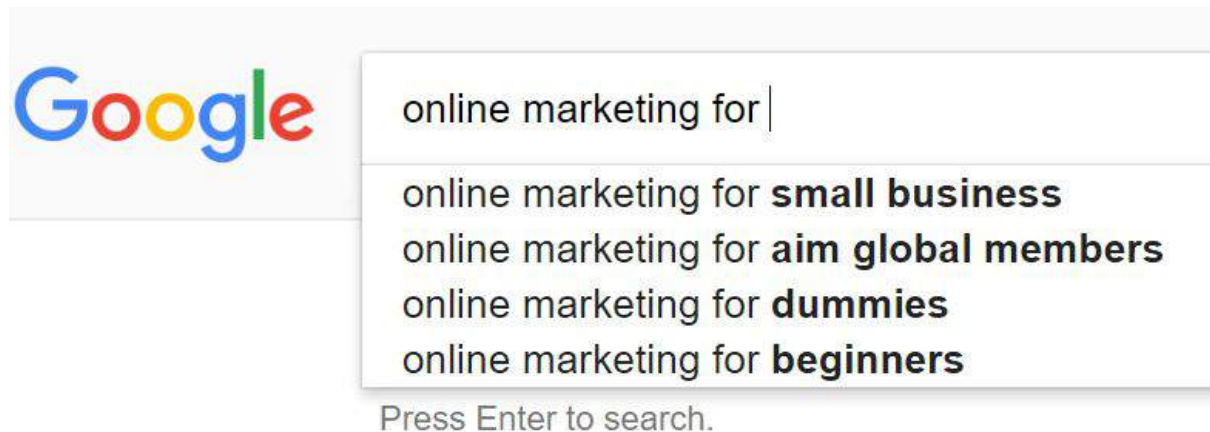 Google
online marketing for
online marketing for small business
online marketing for aim global members
online marketing for dummies
online marketing for beginners
Press Enter to search.